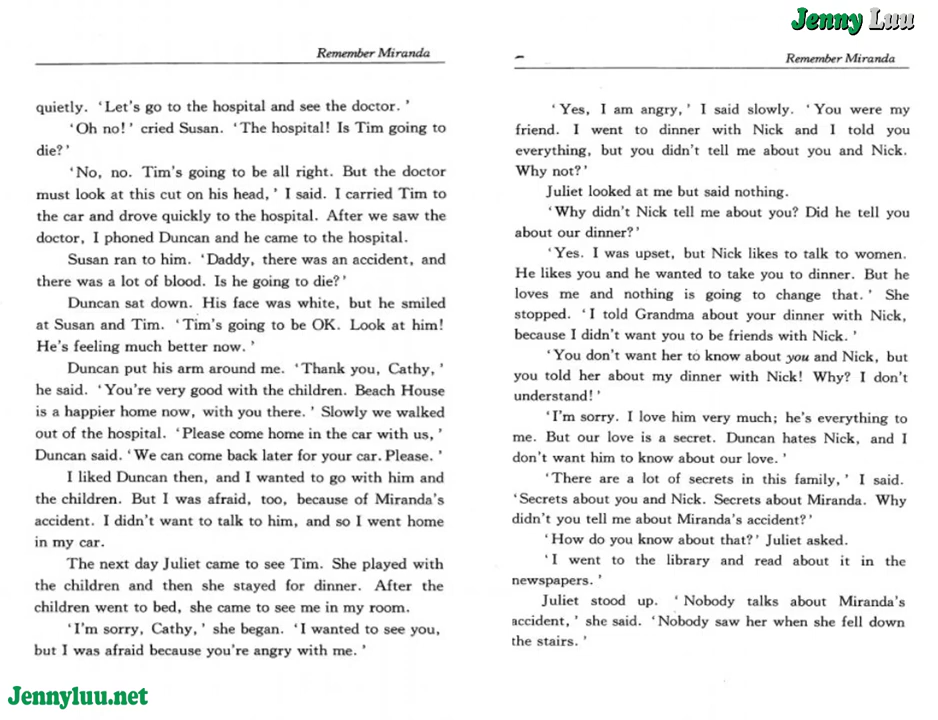 Jenny Luu
Remember Miranda
quietly. 'Let's go to the hospital and see the doctor.'
'Oh no!' cried Susan. 'The hospital! Is Tim going to
die?'
'No, no. Tim's going to be all right. But the doctor
must look at this cut on his head,' I said. I carried Tim to
the car and drove quickly to the hospital. After we saw the
doctor, I phoned Duncan and he came to the hospital.
Susan ran to him. 'Daddy, there was an accident, and
there was a lot of blood. Is he going to die?'
Duncan sat down. His face was white, but he smiled
at Susan and Tim. 'Tim's going to be OK. Look at him!
He's feeling much better now.'
Duncan put his arm around me. 'Thank you, Cathy,'
he said. 'You're very good with the children. Beach House
is a happier home now, with you there.' Slowly we walked
out of the hospital. 'Please come home in the car with us,'
Duncan said. 'We can come back later for your car. Please.'
I liked Duncan then, and I wanted to go with him and
the children. But I was afraid, too, because of Miranda's
accident. I didn't want to talk to him, and so I went home
in my car.
The next day Juliet came to see Tim. She played with
the children and then she stayed for dinner. After the
children went to bed, she came to see me in my room.
'I'm sorry, Cathy,' she began. 'I wanted to see you,
but I was afraid because you're angry with me.'
Remember Miranda
'Yes, I am angry,' I said slowly. 'You were my
friend. I went to dinner with Nick and I told you
everything, but you didn't tell me about you and Nick.
Why not?'
Juliet looked at me but said nothing.
'Why didn't Nick tell me about you? Did he tell you
about our dinner?'
'Yes. I was upset, but Nick likes to talk to women.
He likes you and he wanted to take you to dinner. But he
loves me and nothing is going to change that.' She
stopped. 'I told Grandma about your dinner with Nick,
because I didn't want you to be friends with Nick.'
'You don't want her to know about you and Nick, but
you told her about my dinner with Nick! Why? I don't
understand!'
'I'm sorry. I love him very much; he's everything to
me. But our love is a secret. Duncan hates Nick, and I
don't want him to know about our love.'
'There are a lot of secrets in this family,' I said.
'Secrets about you and Nick. Secrets about Miranda. Why
didn't you tell me about Miranda's accident?'
'How do you know about that?' Juliet asked.
'I went to the library and read about it in the
newspapers.'
Juliet stood up. 'Nobody talks about Miranda's
accident,' she said. 'Nobody saw her when she fell down
the stairs.'
Jennyluu.net